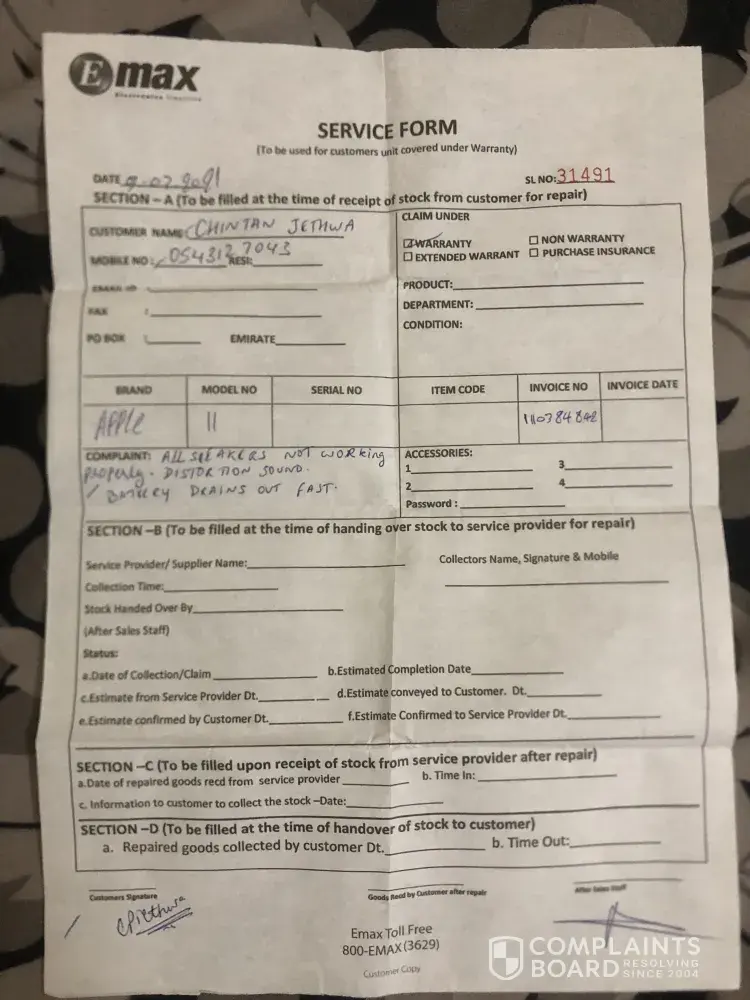 Emax
Electronics
SERVICE FORM
(To be used for customers unit covered under Warranty)
DATE SL NO: 31491
SECTION – A (To be filled at the time of receipt of stock from customer for repair)
CUSTOMER NAME: CHINTAN JETHWA
MOBILE NO: 0543127043 RESI:
EMAIL ID :
FAX :
PO BOX : EMIRATE
CLAIM UNDER
☑ WARRANTY ☐ NON WARRANTY
☐ EXTENDED WARRANT ☐ PURCHASE INSURANCE
PRODUCT:
DEPARTMENT:
CONDITION:
BRAND MODEL NO SERIAL NO ITEM CODE INVOICE NO INVOICE DATE
APPLE 11 110384848
COMPLAINT: ALL SPEAKERS NOT WORKING
properly. DISTORTION SOUND.
/ BATTERY DRAINS OUT FAST.
ACCESSORIES:
1 3
2 4
Password :
SECTION –B (To be filled at the time of handing over stock to service provider for repair)
Service Provider/ Supplier Name: Collectors Name, Signature & Mobile
Collection Time:
Stock Handed Over By
(After Sales Staff)
Status:
a.Date of Collection/Claim b.Estimated Completion Date
c.Estimate from Service Provider Dt. d.Estimate conveyed to Customer. Dt.
e.Estimate confirmed by Customer Dt. f.Estimate Confirmed to Service Provider Dt.
SECTION –C (To be filled upon receipt of stock from service provider after repair)
a.Date of repaired goods recd from service provider b. Time In:
c. Information to customer to collect the stock –Date:
SECTION –D (To be filled at the time of handover of stock to customer)
a. Repaired goods collected by customer Dt. b. Time Out:
Customers Signature Goods Recd by Customer after repair After Sales Staff
Emax Toll Free
800-EMAX (3629)
Customer Copy
COMPLAINTS
BOARD RESOLVING
SINCE 2004